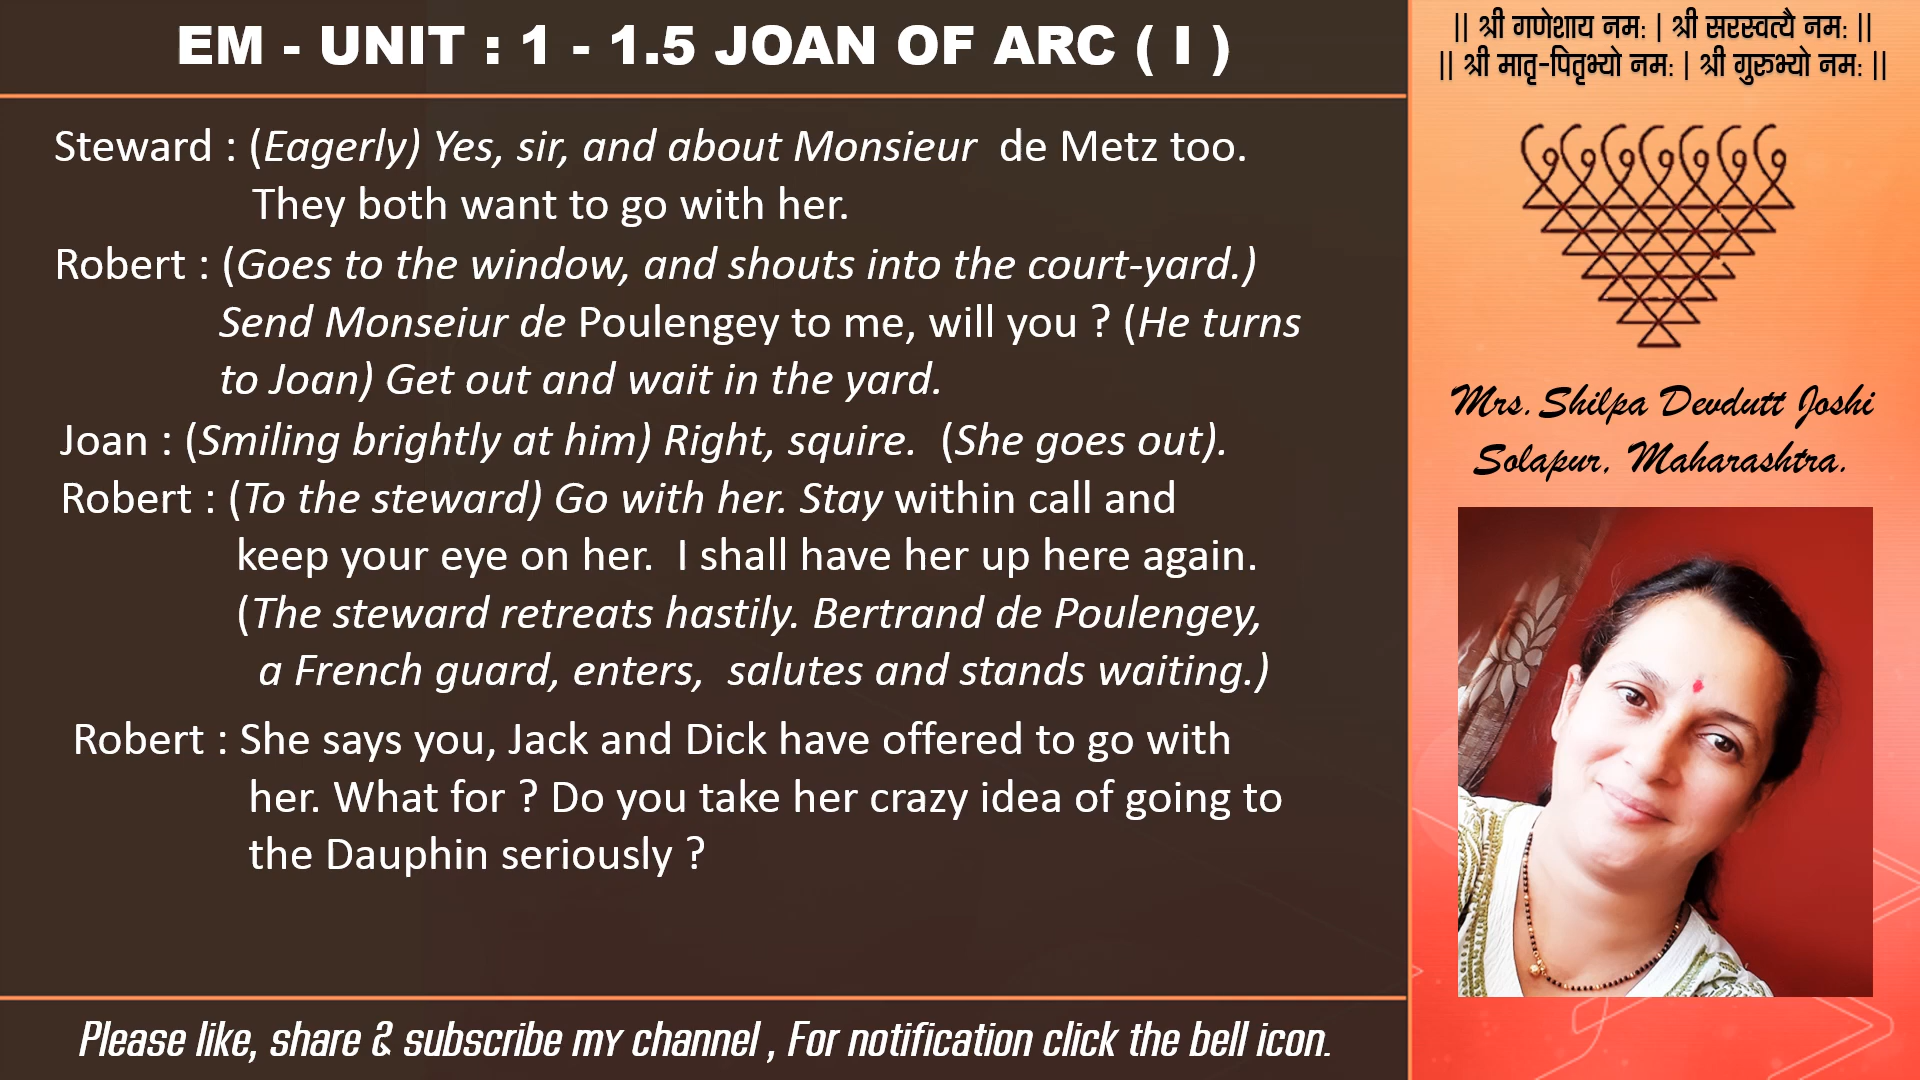 EM - UNIT : 1 - 1.5 JOAN OF ARC ( I )
Steward : (Eagerly) Yes, sir, and about Monsieur de Metz too.
They both want to go with her.
Robert : (Goes to the window, and shouts into the court-yard.)
Send Monseiur de Poulengey to me, will you ? (He turns
to Joan) Get out and wait in the yard.
Joan : (Smiling brightly at him) Right, squire. (She goes out).
Robert : (To the steward) Go with her. Stay within call and
keep your eye on her. I shall have her up here again.
(The steward retreats hastily. Bertrand de Poulengey,
a French guard, enters, salutes and stands waiting.)
Robert : She says you, Jack and Dick have offered to go with
her. What for ? Do you take her crazy idea of going to
the Dauphin seriously ?
Please like, share & subscribe my channel , For notification click the bell icon.
|| श्री गणेशाय नमः | श्री सरस्वत्यै नमः ||
|| श्री मातृ-पितृभ्यो नमः | श्री गुरुभ्यो नमः ||
Mrs. Shilpa Devdutt Joshi
Solapur, Maharashtra.